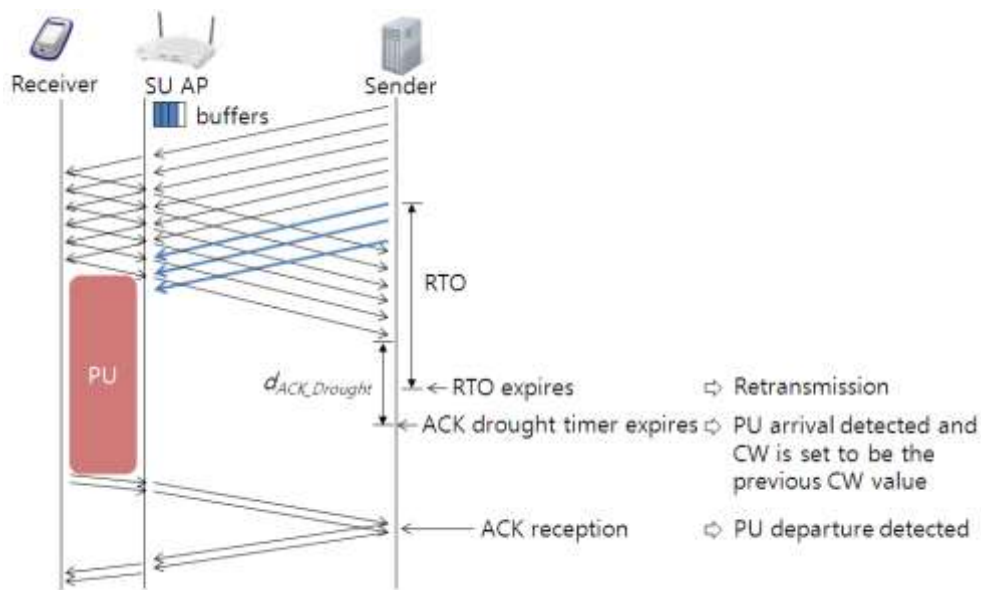 Receiver
SU AP
Sender
buffers
RTO
PU
d_ACK_Drought
RTO expires
Retransmission
ACK drought timer expires
PU arrival detected and
CW is set to be the
previous CW value
ACK reception
PU departure detected